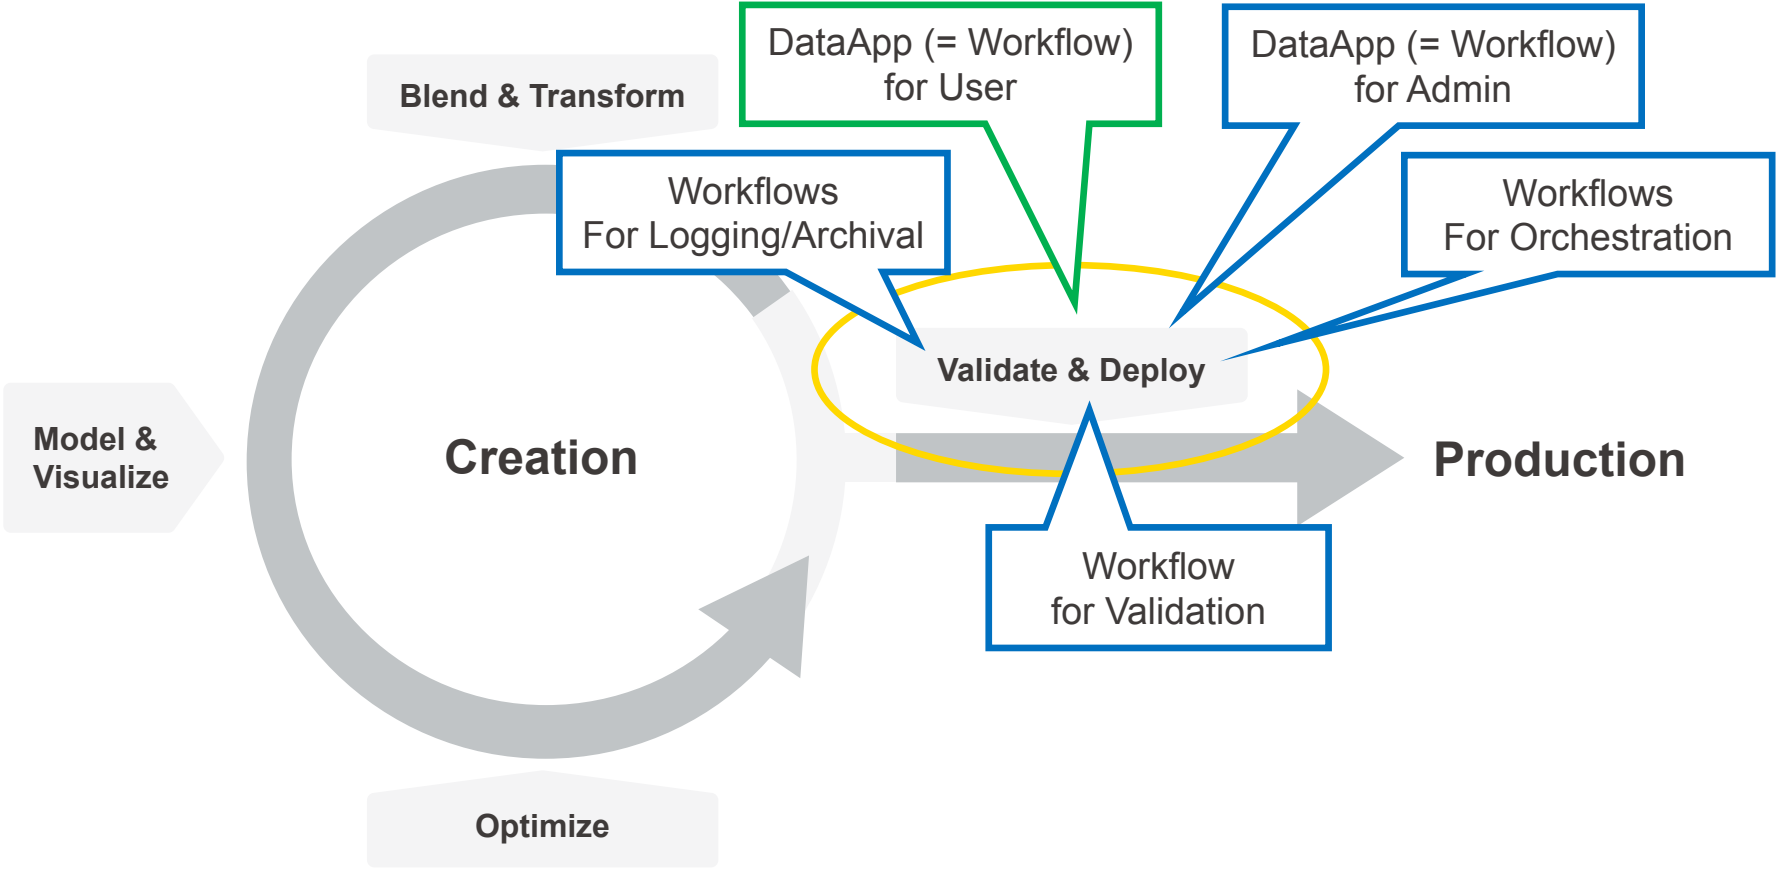 DataApp (= Workflow)
for User
DataApp (= Workflow)
for Admin
Blend & Transform
Workflows
For Logging/Archival
Workflows
For Orchestration
Validate & Deploy
Model &
Visualize
Creation
Production
Workflow
for Validation
Optimize